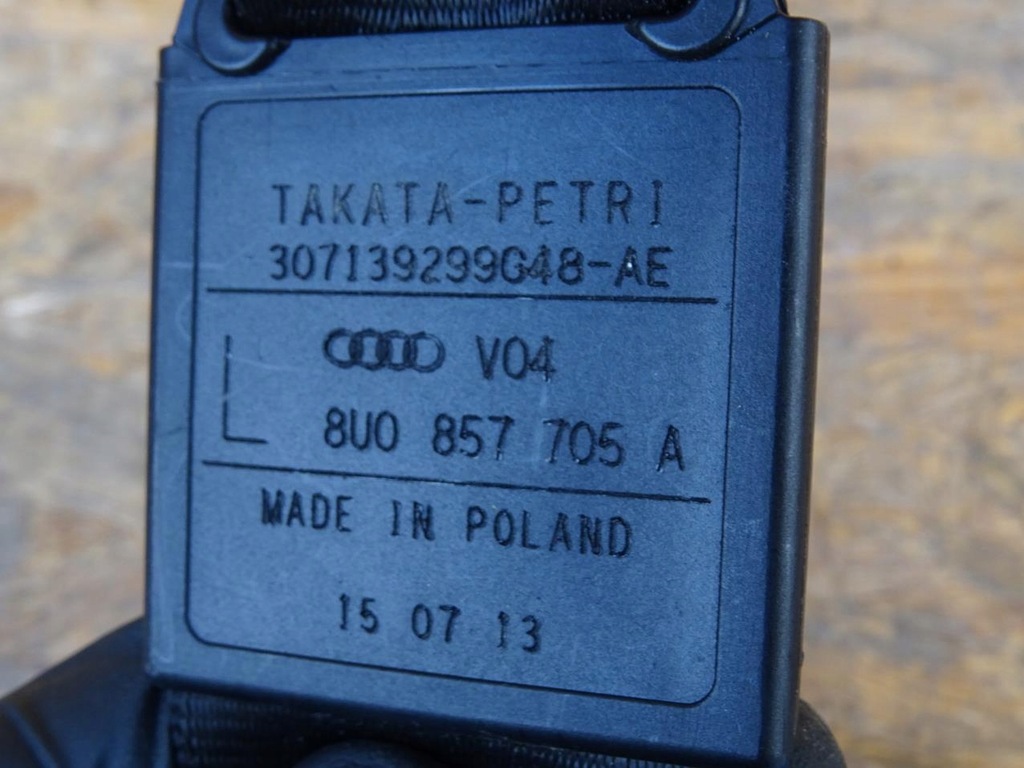 TAKATA-PETRI
307139299G48-AE
V04
L
8U0 857 705 A
MADE IN POLAND
15 07 13